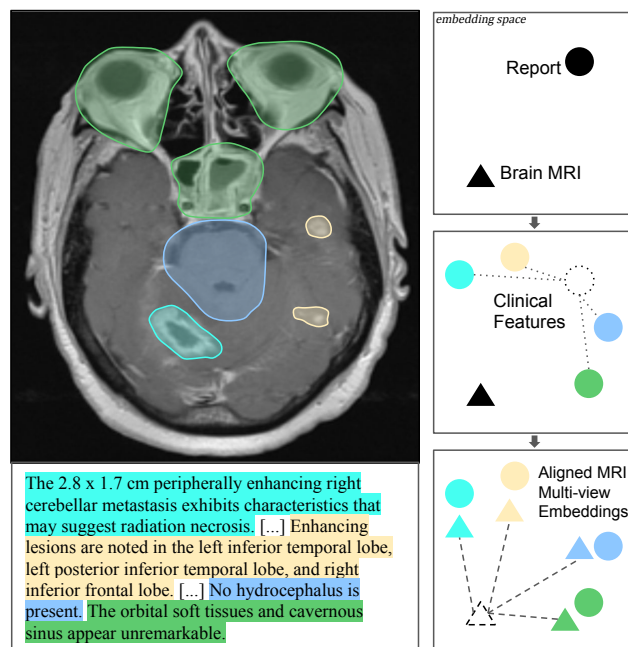 embedding space
Report
Brain MRI
Clinical
Features
Aligned MRI
Multi-view
Embeddings
The 2.8 x 1.7 cm peripherally enhancing right
cerebellar metastasis exhibits characteristics that
may suggest radiation necrosis. [...] Enhancing
lesions are noted in the left inferior temporal lobe,
left posterior inferior temporal lobe, and right
inferior frontal lobe. [...] No hydrocephalus is
present. The orbital soft tissues and cavernous
sinus appear unremarkable.